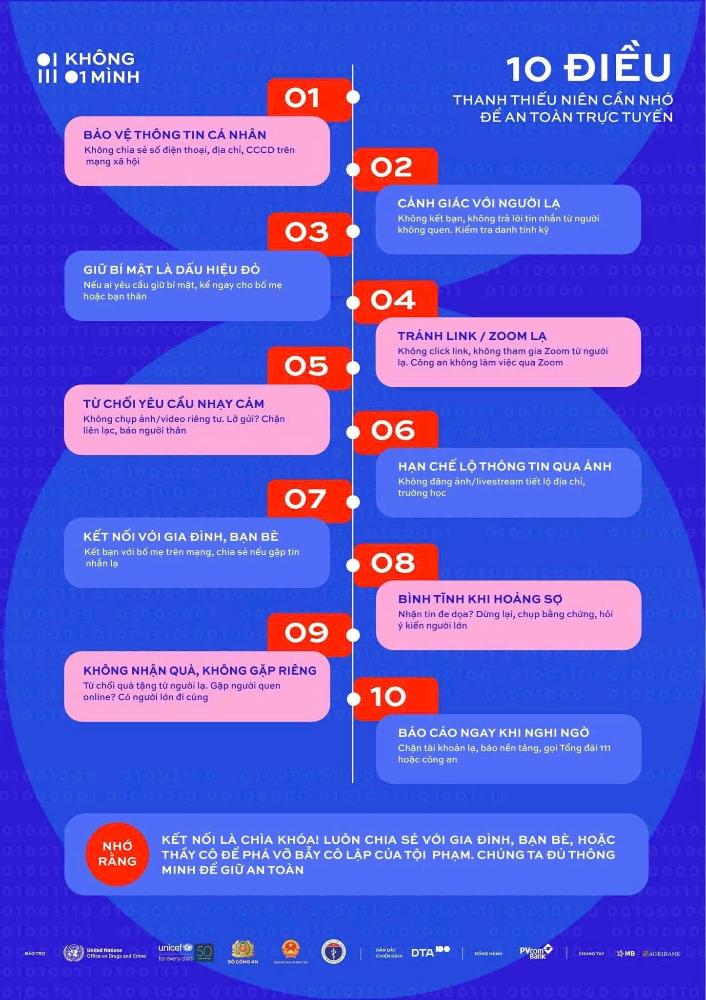 KHÔNG
01 MÌNH
10 ĐIỀU
THANH THIẾU NIÊN CẦN NHỚ
ĐỂ AN TOÀN TRỰC TUYẾN
01
BẢO VỆ THÔNG TIN CÁ NHÂN
Không chia sẻ số điện thoại, địa chỉ, CCCD trên
mạng xã hội
02
CẢNH GIÁC VỚI NGƯỜI LẠ
Không kết bạn, không trả lời tin nhắn từ người
không quen. Kiểm tra danh tính kỹ
03
GIỮ BÍ MẬT LÀ DẤU HIỆU ĐỎ
Nếu ai yêu cầu giữ bí mật, kể ngay cho bố mẹ
hoặc bạn thân
04
TRÁNH LINK / ZOOM LẠ
Không click link, không tham gia Zoom từ người
lạ. Công an không làm việc qua Zoom
05
TỪ CHỐI YÊU CẦU NHẠY CẢM
Không chụp ảnh/video riêng tư. Lỡ gửi? Chặn
liên lạc, báo người thân
06
HẠN CHẾ LỘ THÔNG TIN QUA ẢNH
Không đăng ảnh/livestream tiết lộ địa chỉ,
trường học
07
KẾT NỐI VỚI GIA ĐÌNH, BẠN BÈ
Kết bạn với bố mẹ trên mạng, chia sẻ nếu gặp tin
nhắn lạ
08
BÌNH TĨNH KHI HOẢNG SỢ
Nhận tin đe dọa? Dừng lại, chụp bằng chứng, hỏi
ý kiến người lớn
09
KHÔNG NHẬN QUÀ, KHÔNG GẶP RIÊNG
Từ chối quà tặng từ người lạ. Gặp người quen
online? Có người lớn đi cùng
10
BÁO CÁO NGAY KHI NGHI NGỜ
Chặn tài khoản lạ, báo nền tảng, gọi Tổng đài 111
hoặc công an
NHỚ
RẰNG
KẾT NỐI LÀ CHÌA KHÓA! LUÔN CHIA SẺ VỚI GIA ĐÌNH, BẠN BÈ, HOẶC
THẦY CÔ ĐỂ PHÁ VỠ BẪY CÔ LẬP CỦA TỘI PHẠM. CHÚNG TA ĐỦ THÔNG
MINH ĐỂ GIỮ AN TOÀN
BẢO TRỢ
United Nations
Office on Drugs and Crime
unicef
for every child
50
BỘ CÔNG AN
BỘ GIÁO DỤC VÀ ĐÀO TẠO
BỘ Y TẾ
DẪN DẮT
CHIẾN DỊCH
DTA
ĐỒNG HÀNH
PVcom
Bank
CHUNG TAY
MB
AGRIBANK